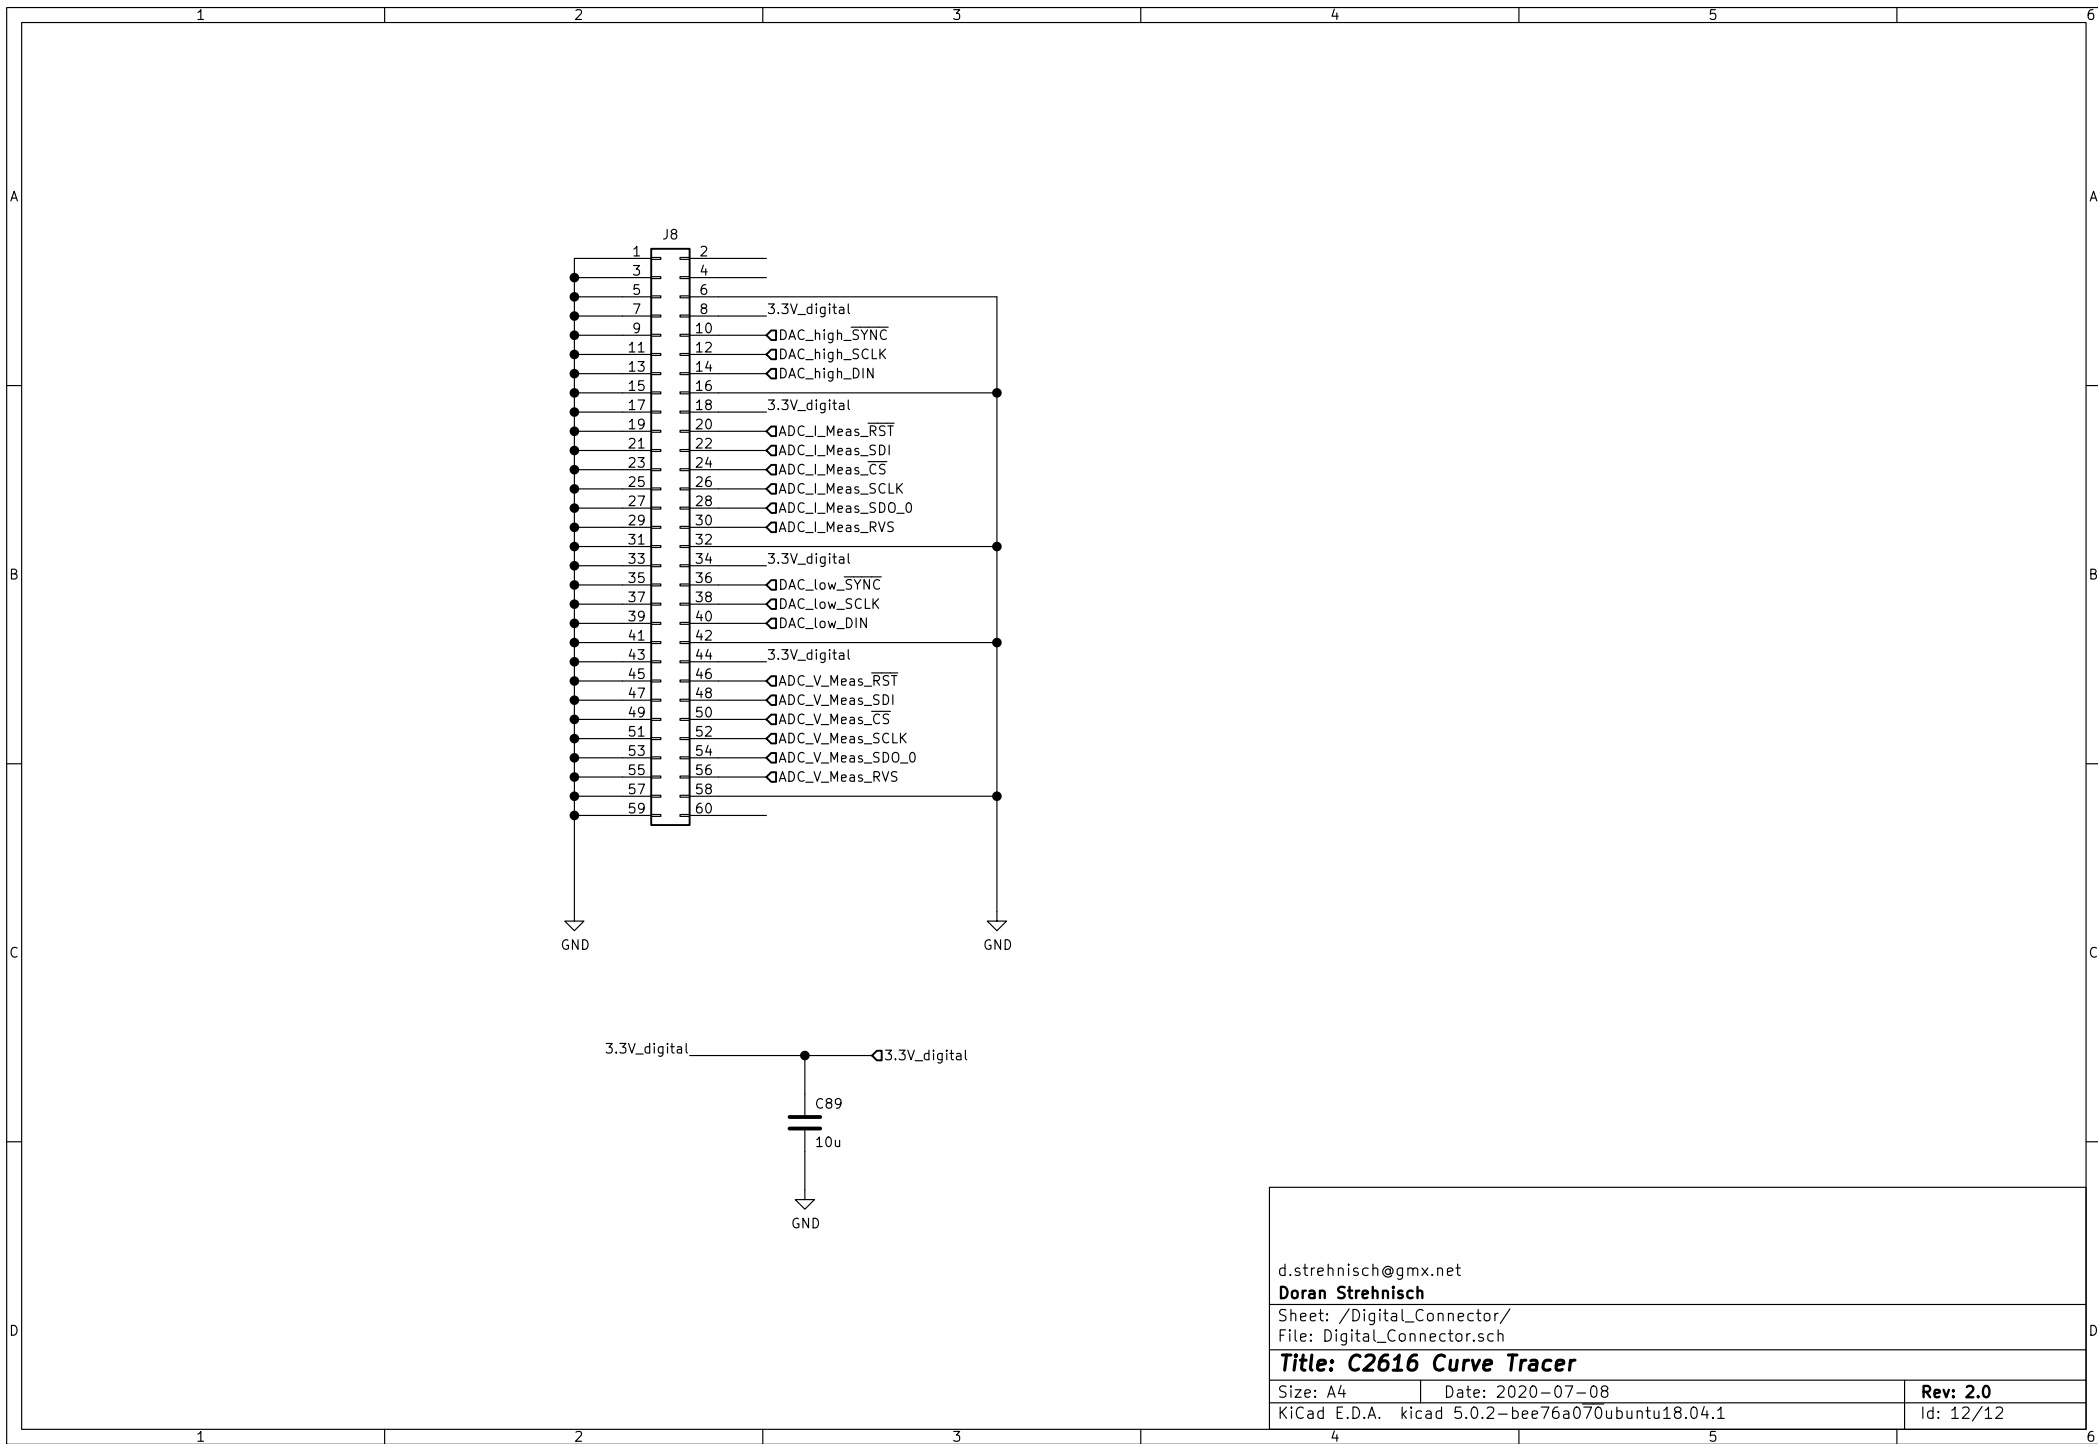 1 2 3 4 5 6
A A
J8
1 2
3 4
5 6
7 8 3.3V_digital
9 10 DAC_high_SYNC
11 12 DAC_high_SCLK
13 14 DAC_high_DIN
15 16
17 18 3.3V_digital
19 20 ADC_I_Meas_RST
21 22 ADC_I_Meas_SDI
23 24 ADC_I_Meas_CS
25 26 ADC_I_Meas_SCLK
27 28 ADC_I_Meas_SDO_0
29 30 ADC_I_Meas_RVS
31 32
33 34 3.3V_digital
B B
35 36 DAC_low_SYNC
37 38 DAC_low_SCLK
39 40 DAC_low_DIN
41 42
43 44 3.3V_digital
45 46 ADC_V_Meas_RST
47 48 ADC_V_Meas_SDI
49 50 ADC_V_Meas_CS
51 52 ADC_V_Meas_SCLK
53 54 ADC_V_Meas_SDO_0
55 56 ADC_V_Meas_RVS
57 58
59 60
GND GND
C C
3.3V_digital 3.3V_digital
C89
10u
GND
d.strehnisch@gmx.net
Doran Strehnisch
Sheet: /Digital_Connector/
File: Digital_Connector.sch
D D
Title: C2616 Curve Tracer
Size: A4 Date: 2020-07-08 Rev: 2.0
KiCad E.D.A. kicad 5.0.2-bee76a070ubuntu18.04.1 Id: 12/12
1 2 3 4 5 6